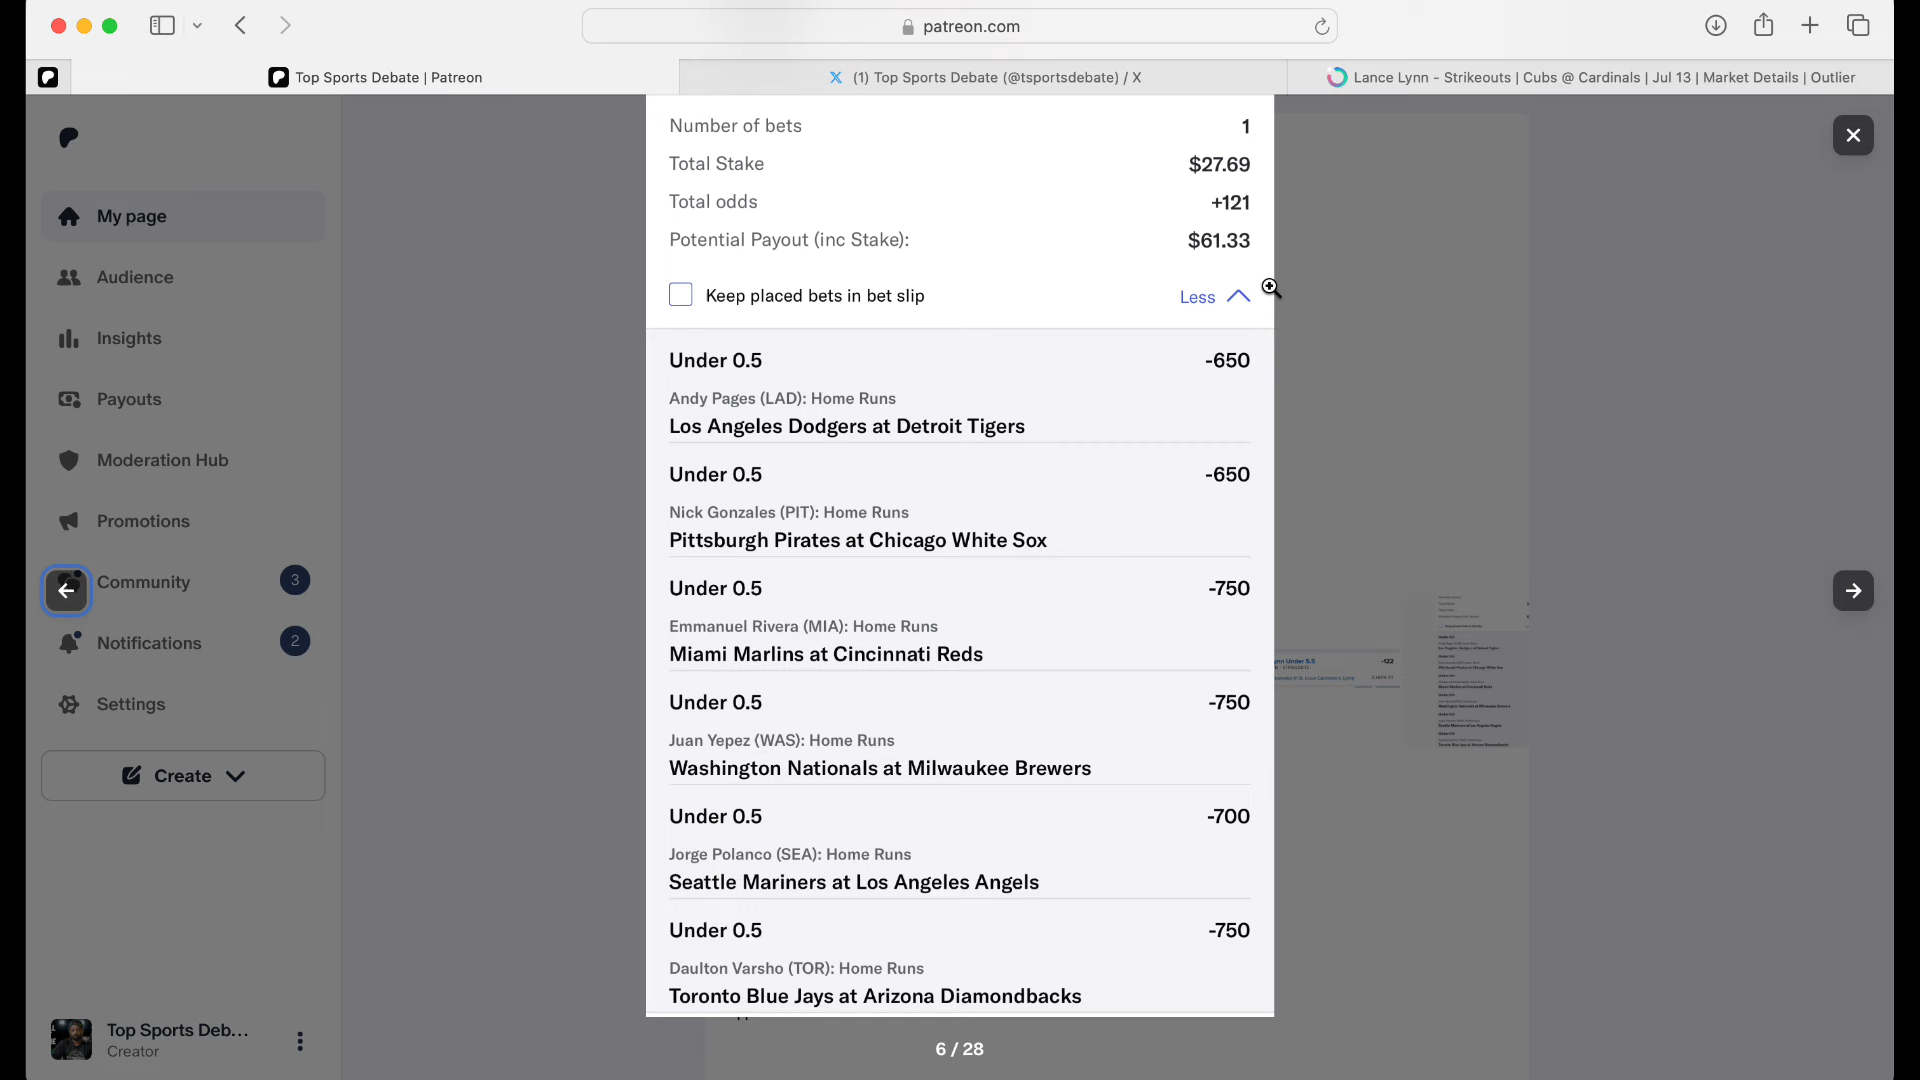 patreon.com
Top Sports Debate | Patreon
(1) Top Sports Debate (@tsportsdebate) / X
Lance Lynn - Strikeouts | Cubs @ Cardinals | Jul 13 | Market Details | Outlier
My page
Audience
Insights
Payouts
Moderation Hub
Promotions
Community 3
Notifications 2
Settings
Create
Top Sports Deb...
Creator
Number of bets 1
Total Stake $27.69
Total odds +121
Potential Payout (inc Stake): $61.33
Keep placed bets in bet slip Less
Under 0.5 -650
Andy Pages (LAD): Home Runs
Los Angeles Dodgers at Detroit Tigers
Under 0.5 -650
Nick Gonzales (PIT): Home Runs
Pittsburgh Pirates at Chicago White Sox
Under 0.5 -750
Emmanuel Rivera (MIA): Home Runs
Miami Marlins at Cincinnati Reds
Under 0.5 -750
Juan Yepez (WAS): Home Runs
Washington Nationals at Milwaukee Brewers
Under 0.5 -700
Jorge Polanco (SEA): Home Runs
Seattle Mariners at Los Angeles Angels
Under 0.5 -750
Daulton Varsho (TOR): Home Runs
Toronto Blue Jays at Arizona Diamondbacks
6 / 28
Under 5.5 -122